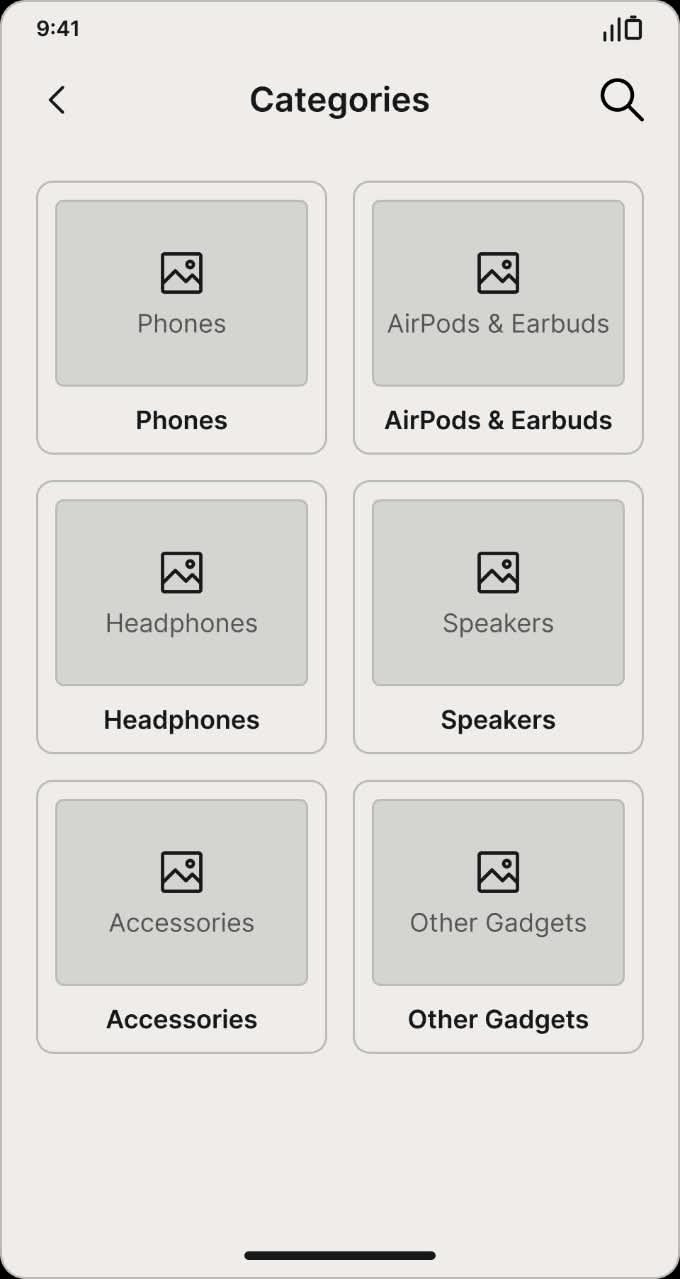 9:41
Categories
Phones
AirPods & Earbuds
Phones
AirPods & Earbuds
Headphones
Speakers
Headphones
Speakers
Accessories
Other Gadgets
Accessories
Other Gadgets